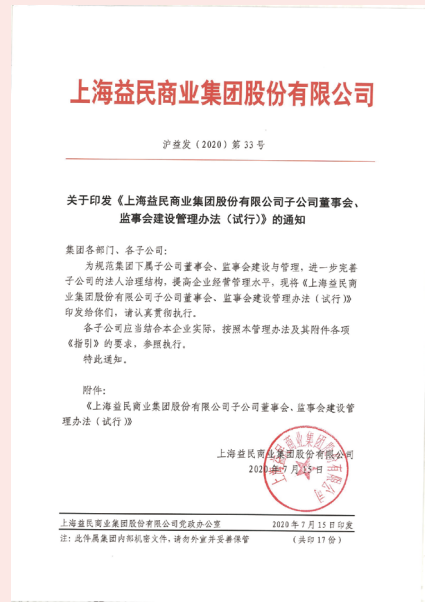 上海益民商业集团股份有限公司
沪益发(2020)第33号
关于印发《上海益民商业集团股份有限公司子公司董事会、
监事会建设管理办法(试行)》的通知
集团各部门、各子公司：
为规范集团下属子公司董事会、监事会建设与管理，进一步完善
子公司的法人治理结构，提高企业经营管理水平，现将《上海益民商
业集团股份有限公司子公司董事会、监事会建设管理办法(试行)》
印发给你们，请认真贯彻执行。
各子公司应当结合本企业实际，按照本管理办法及其附件各项
《指引》的要求，参照执行。
特此通知。
附件：
《上海益民商业集团股份有限公司子公司董事会、监事会建设管
理办法(试行)》
上海益民商业集团股份有限公司
2020年7月15日
上海益民商业集团股份有限公司
上海益民商业集团股份有限公司党政办公室 2020年7月15日印发
注：此件属集团内部机密文件，请勿外宣并妥善保管 (共印17份)